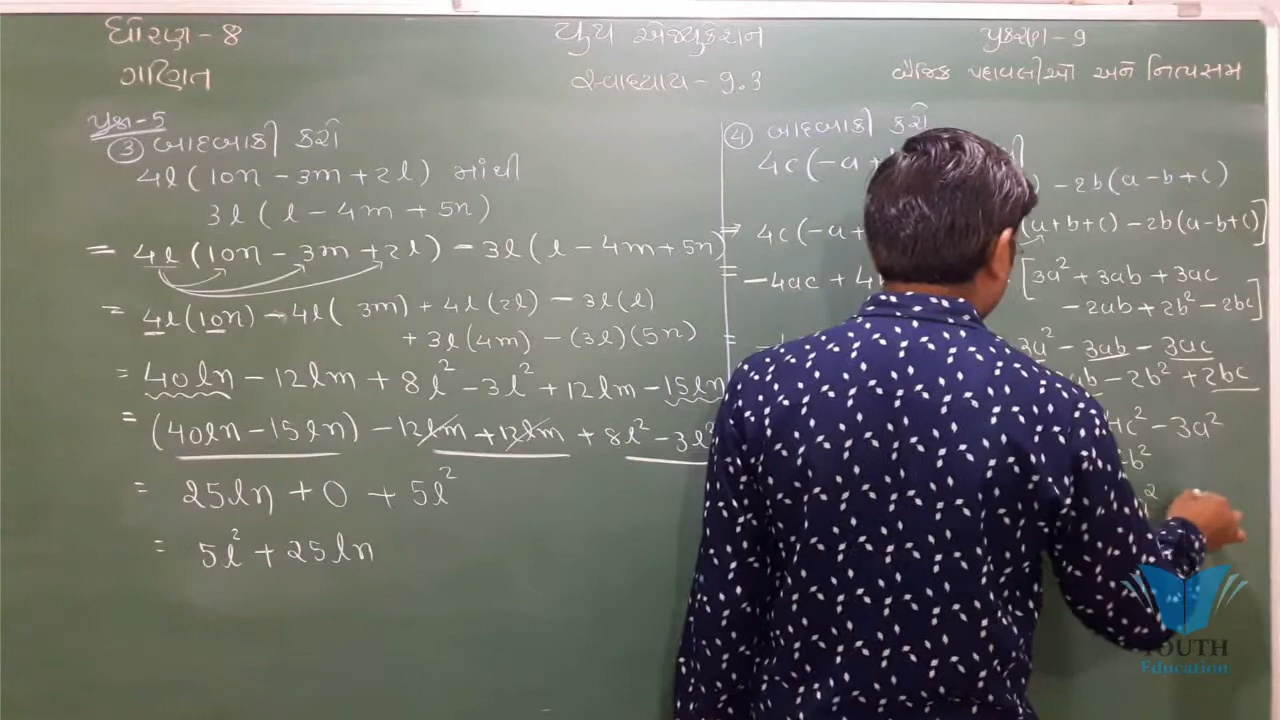 ધોરણ - 8
ગણિત
યુથ એજ્યુકેશન
સ્વાધ્યાય - 9.3
પ્રકરણ - 9
બૈજિક પદાવલીઓ અને નિત્યસમ
પ્રશ્ન-5
③ બાદબાકી કરો
4l(10n - 3m + 2l) માંથી
3l(l - 4m + 5n)
= 4l(10n - 3m + 2l) - 3l(l - 4m + 5n)
= 4l(10n) - 4l(3m) + 4l(2l) - 3l(l)
+ 3l(4m) - (3l)(5n)
= 40ln - 12lm + 8l² - 3l² + 12lm - 15ln
= (40ln - 15ln) - 12lm + 12lm + 8l² - 3l²
= 25ln + 0 + 5l²
= 5l² + 25ln
④ બાદબાકી કરો
4c(-a +
- 2b(a - b + c)
⇒ 4c(-a + (a + b + c) - 2b(a - b + c)]
= -4ac + [3a² + 3ab + 3ac
- 2ab + 2b² - 2bc]
= 3a² - 3ab - 3ac
ab - 2b² + 2bc
4c² - 3a²
YOUTH
Education